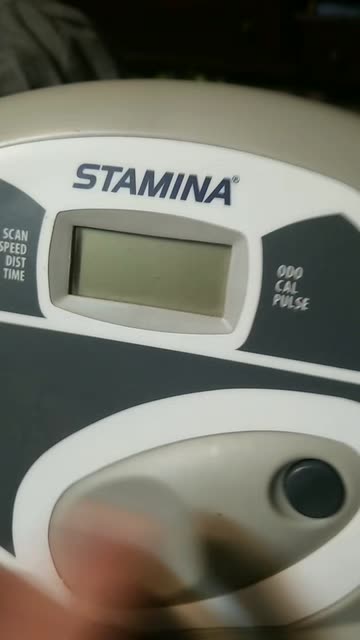 STAMINA®
SCAN
SPEED
DIST
TIME
ODO
CAL
PULSE